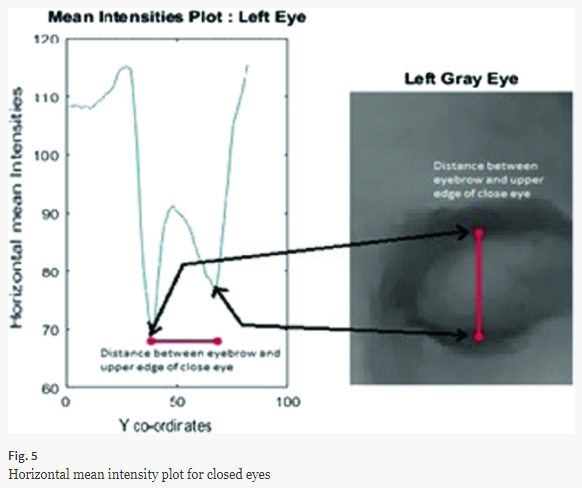 Mean Intensities Plot : Left Eye
120
110
100
90
80
70
60
Horizontal mean Intensities
0
50
100
Y co-ordinates
Distance between eyebrow and
upper edge of close eye
Left Gray Eye
Distance between
eyebrow and upper
edge of close eye
Fig. 5
Horizontal mean intensity plot for closed eyes